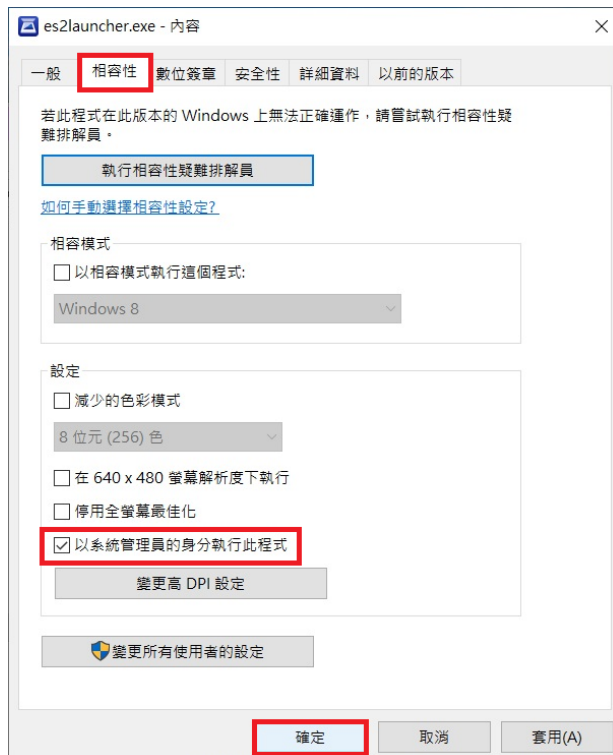 es2launcher.exe - 內容
一般 相容性 數位簽章 安全性 詳細資料 以前的版本
若此程式在此版本的 Windows 上無法正確運作，請嘗試執行相容性疑
難排解員。
執行相容性疑難排解員
如何手動選擇相容性設定?
相容模式
以相容模式執行這個程式:
Windows 8
設定
減少的色彩模式
8 位元 (256) 色
在 640 x 480 螢幕解析度下執行
停用全螢幕最佳化
以系統管理員的身分執行此程式
變更高 DPI 設定
變更所有使用者的設定
確定 取消 套用(A)